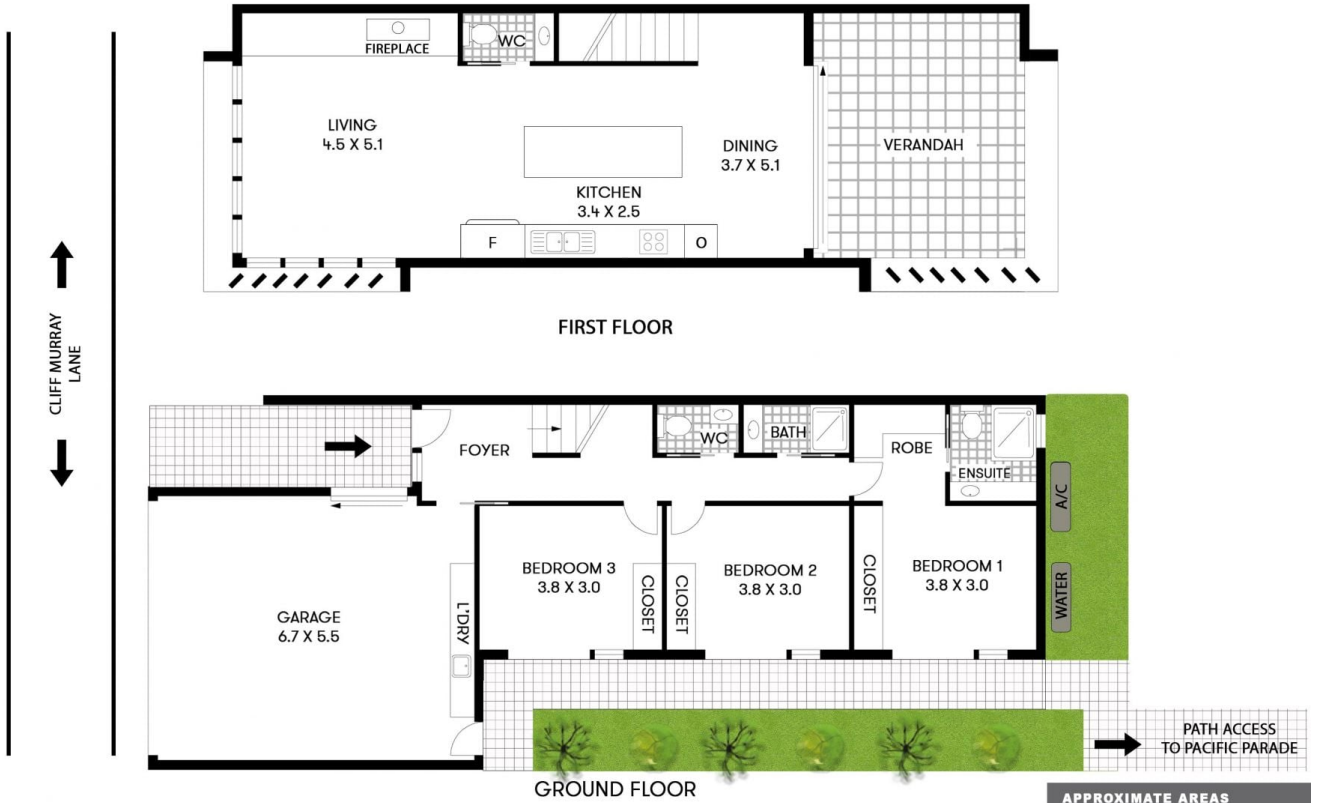 FIREPLACE
WC
LIVING
4.5 X 5.1
DINING
3.7 X 5.1
VERANDAH
KITCHEN
3.4 X 2.5
F
O
FIRST FLOOR
CLIFF MURRAY
LANE
FOYER
WC
BATH
ROBE
ENSUITE
A/C
BEDROOM 3
3.8 X 3.0
CLOSET
CLOSET
BEDROOM 2
3.8 X 3.0
CLOSET
BEDROOM 1
3.8 X 3.0
WATER
GARAGE
6.7 X 5.5
L'DRY
PATH ACCESS
TO PACIFIC PARADE
GROUND FLOOR
APPROXIMATE AREAS